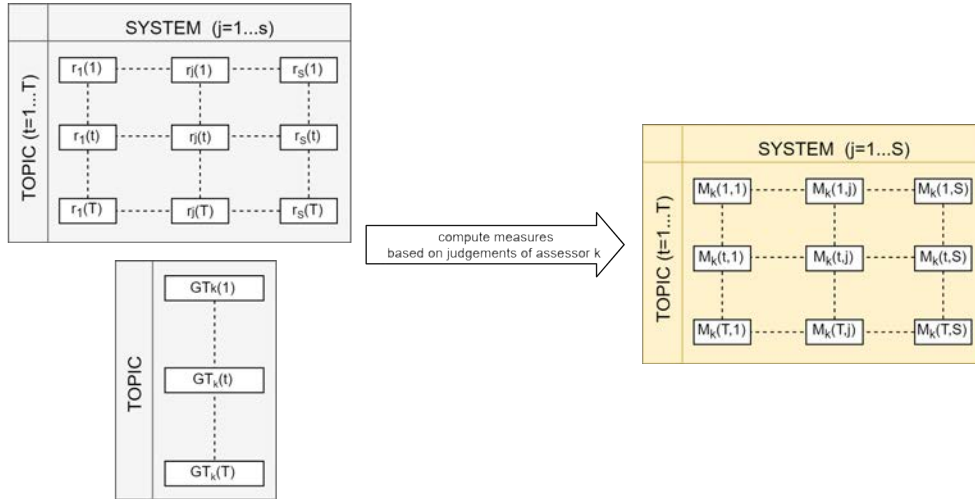 SYSTEM (j=1...s)
TOPIC (t=1...T)
r₁(1) rⱼ(1) rₛ(1)
r₁(t) rⱼ(t) rₛ(t)
r₁(T) rⱼ(T) rₛ(T)
TOPIC
GTk(1)
GTₖ(t)
GTₖ(T)
compute measures
based on judgements of assessor k
SYSTEM (j=1...S)
TOPIC (t=1...T)
Mₖ(1,1) Mₖ(1,j) Mₖ(1,S)
Mₖ(t,1) Mₖ(t,j) Mₖ(t,S)
Mₖ(T,1) Mₖ(T,j) Mₖ(T,S)